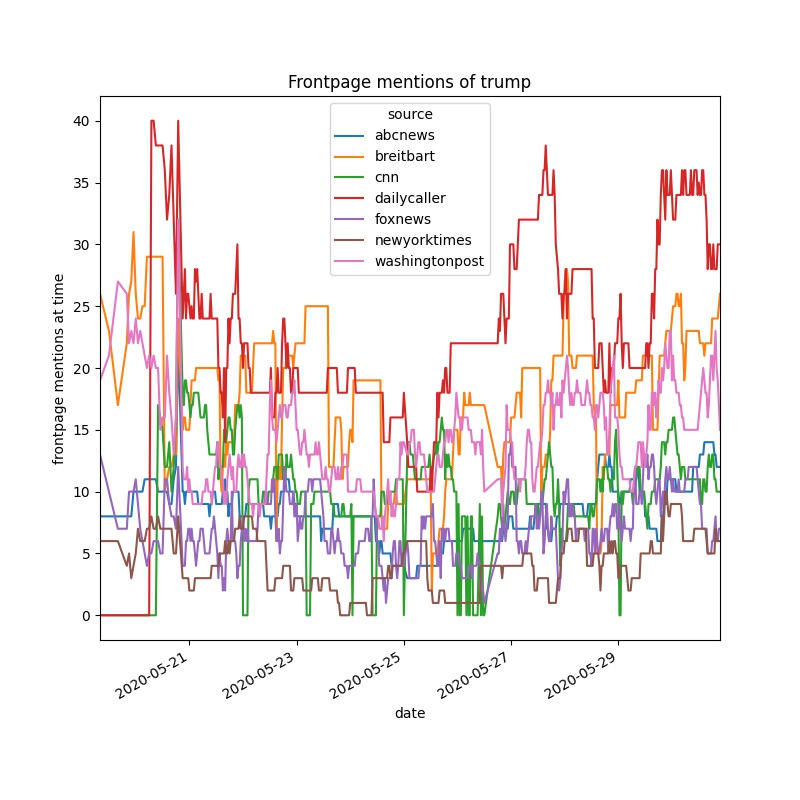 Frontpage mentions of trump
source
abcnews
breitbart
cnn
dailycaller
foxnews
newyorktimes
washingtonpost
frontpage mentions at time
40
35
30
25
20
15
10
5
0
2020-05-21
2020-05-23
2020-05-25
2020-05-27
2020-05-29
date